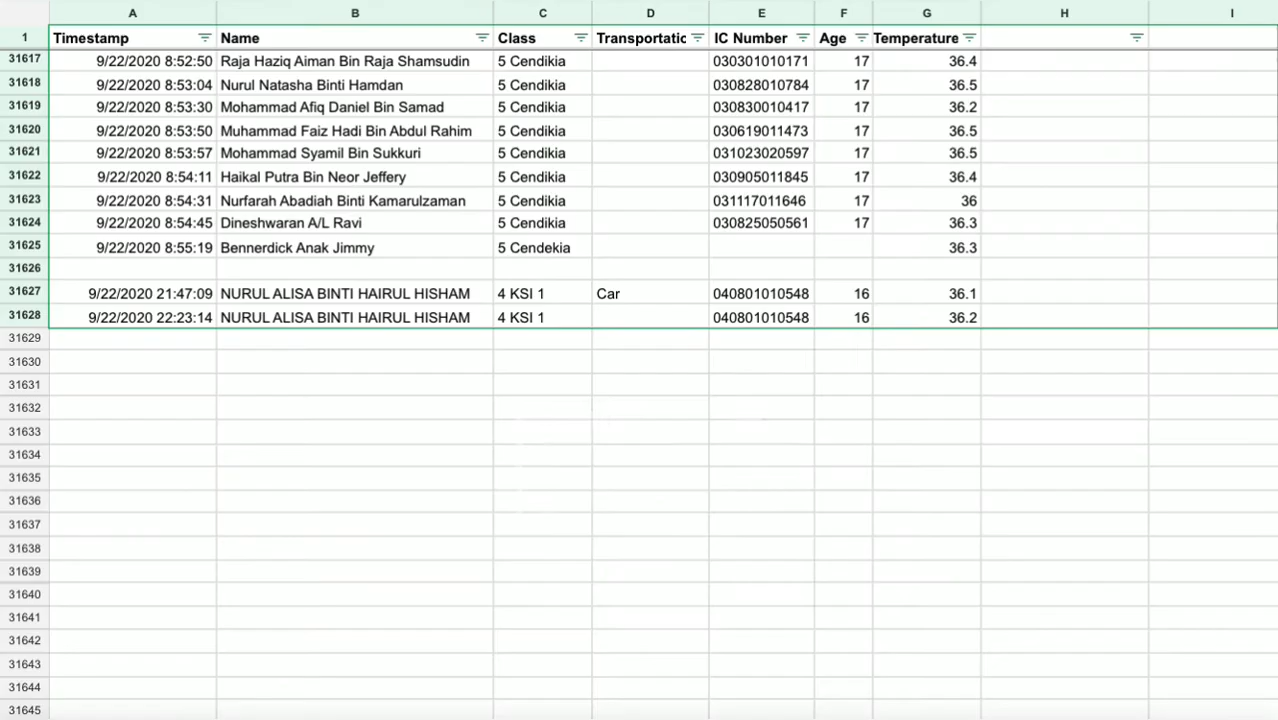 A B C D E F G H I
1 Timestamp Name Class Transportatic IC Number Age Temperature
31617 9/22/2020 8:52:50 Raja Haziq Aiman Bin Raja Shamsudin 5 Cendikia 030301010171 17 36.4
31618 9/22/2020 8:53:04 Nurul Natasha Binti Hamdan 5 Cendikia 030828010784 17 36.5
31619 9/22/2020 8:53:30 Mohammad Afiq Daniel Bin Samad 5 Cendikia 030830010417 17 36.2
31620 9/22/2020 8:53:50 Muhammad Faiz Hadi Bin Abdul Rahim 5 Cendikia 030619011473 17 36.5
31621 9/22/2020 8:53:57 Mohammad Syamil Bin Sukkuri 5 Cendikia 031023020597 17 36.5
31622 9/22/2020 8:54:11 Haikal Putra Bin Neor Jeffery 5 Cendikia 030905011845 17 36.4
31623 9/22/2020 8:54:31 Nurfarah Abadiah Binti Kamarulzaman 5 Cendikia 031117011646 17 36
31624 9/22/2020 8:54:45 Dineshwaran A/L Ravi 5 Cendikia 030825050561 17 36.3
31625 9/22/2020 8:55:19 Bennerdick Anak Jimmy 5 Cendekia 36.3
31626
31627 9/22/2020 21:47:09 NURUL ALISA BINTI HAIRUL HISHAM 4 KSI 1 Car 040801010548 16 36.1
31628 9/22/2020 22:23:14 NURUL ALISA BINTI HAIRUL HISHAM 4 KSI 1 040801010548 16 36.2
31629
31630
31631
31632
31633
31634
31635
31636
31637
31638
31639
31640
31641
31642
31643
31644
31645